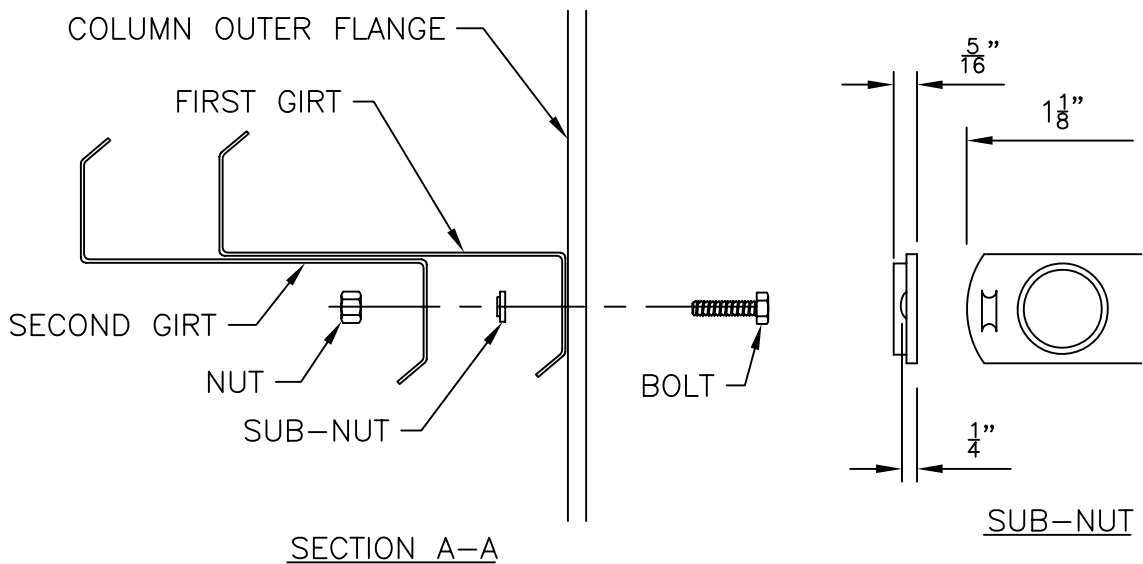 COLUMN OUTER FLANGE
FIRST GIRT
SECOND GIRT
NUT
SUB-NUT
BOLT
SECTION A-A
5/16"
1 1/8"
1/4"
SUB-NUT